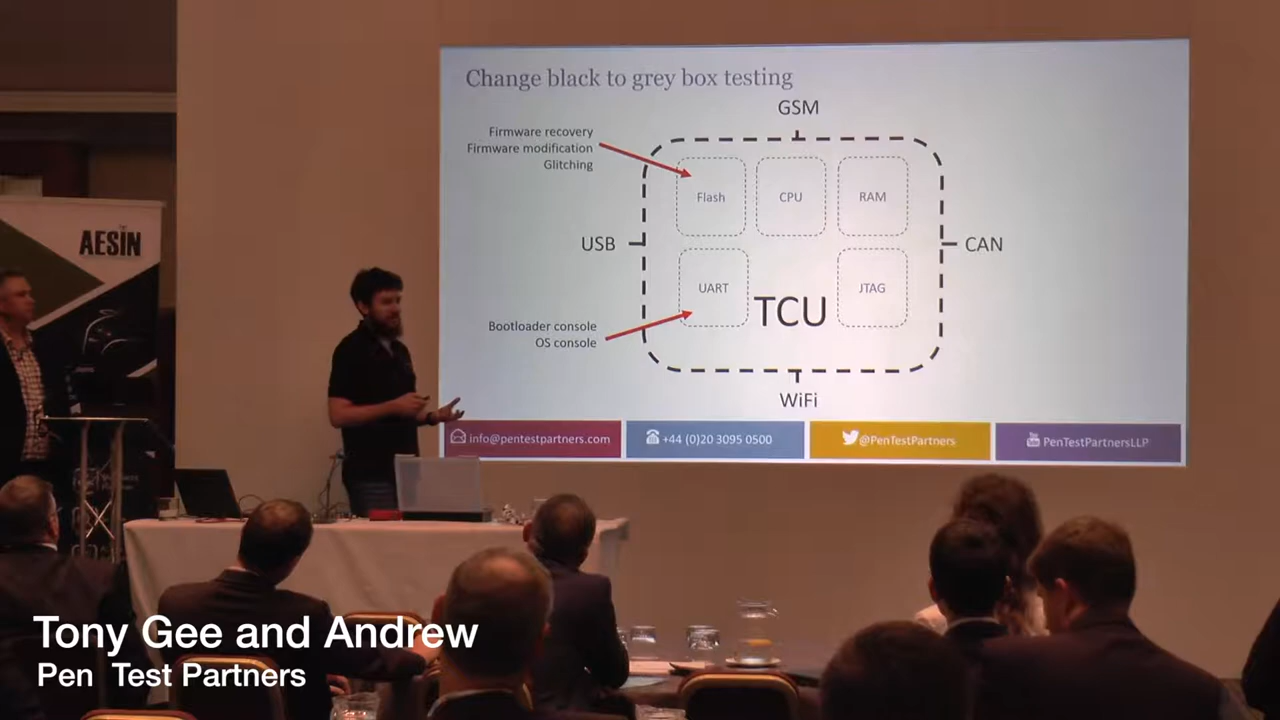 Change black to grey box testing
GSM
Firmware recovery
Firmware modification
Glitching
Flash
CPU
RAM
USB
CAN
UART
JTAG
TCU
Bootloader console
OS console
WiFi
info@pentestpartners.com
+44 (0)20 3095 0500
@PenTestPartners
PenTestPartnersLLP
AESIN
Tony Gee and Andrew
Pen Test Partners